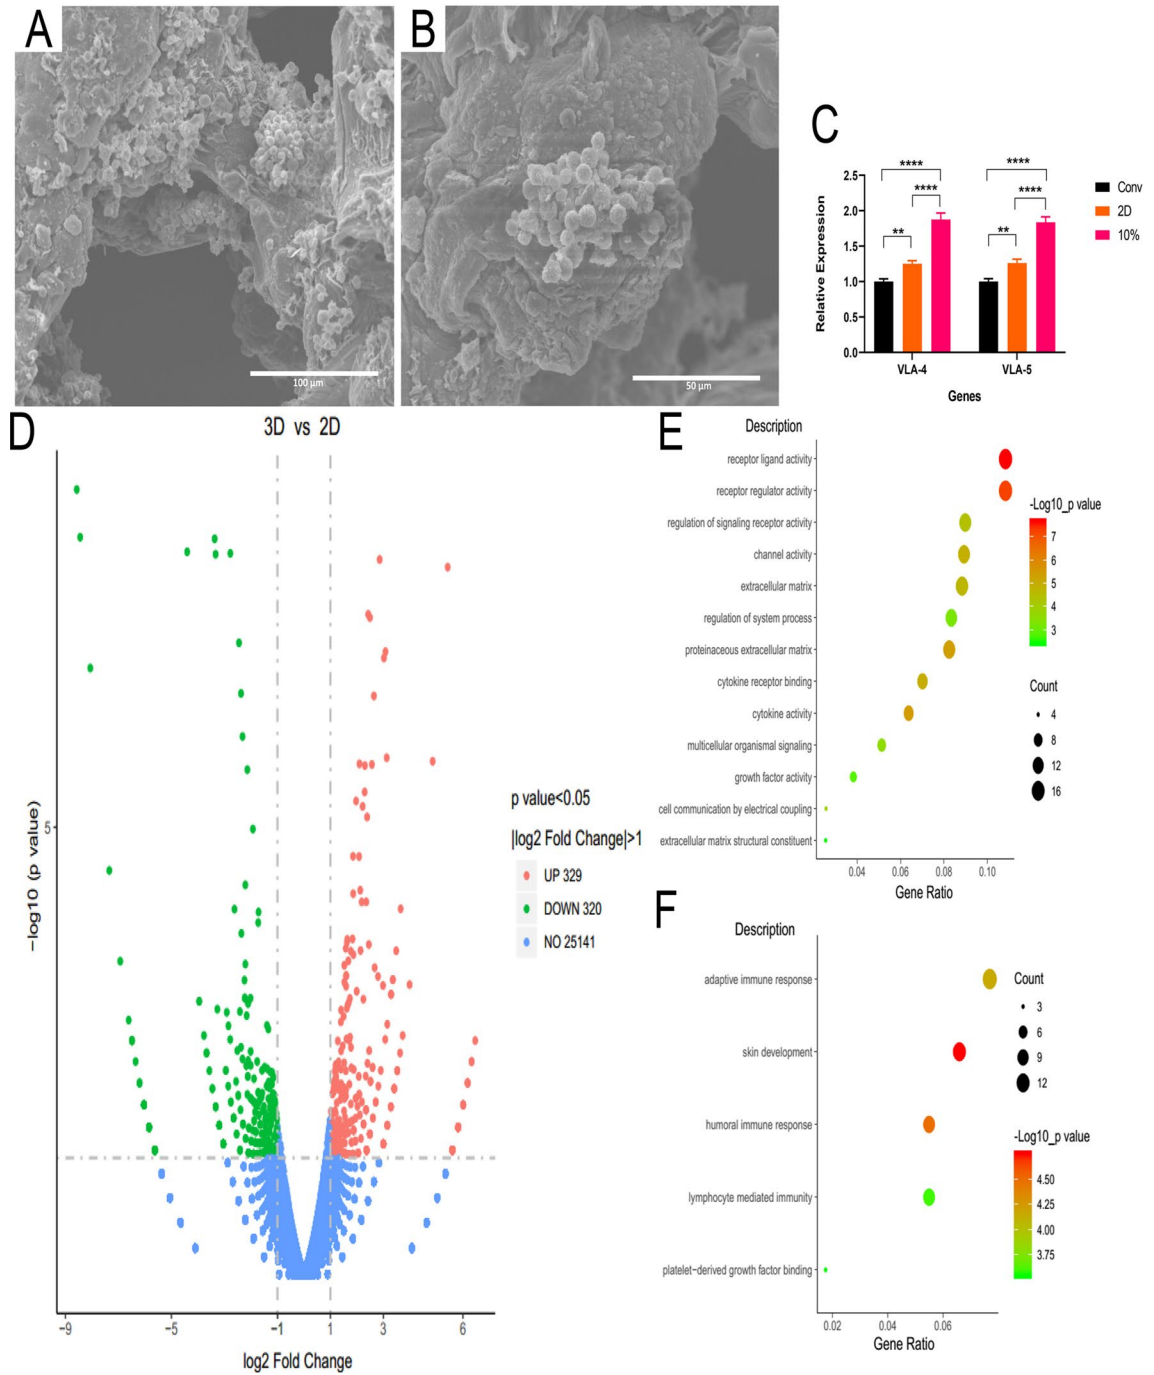 A
B
100 µm
50 µm
C
Relative Expression
2.5
2.0
1.5
1.0
0.5
0.0
****
****
**
****
****
**
VLA-4
VLA-5
Genes
Conv
2D
10%
D
3D vs 2D
−log10 (p value)
5
−9
−5
−1
1
3
6
log2 Fold Change
p value<0.05
|log2 Fold Change|>1
UP 329
DOWN 320
NO 25141
E
Description
receptor ligand activity
receptor regulator activity
regulation of signaling receptor activity
channel activity
extracellular matrix
regulation of system process
proteinaceous extracellular matrix
cytokine receptor binding
cytokine activity
multicellular organismal signaling
growth factor activity
cell communication by electrical coupling
extracellular matrix structural constituent
0.04
0.06
0.08
0.10
Gene Ratio
-Log10_p value
7
6
5
4
3
Count
4
8
12
16
F
Description
adaptive immune response
skin development
humoral immune response
lymphocyte mediated immunity
platelet−derived growth factor binding
0.02
0.04
0.06
Gene Ratio
Count
3
6
9
12
-Log10_p value
4.50
4.25
4.00
3.75